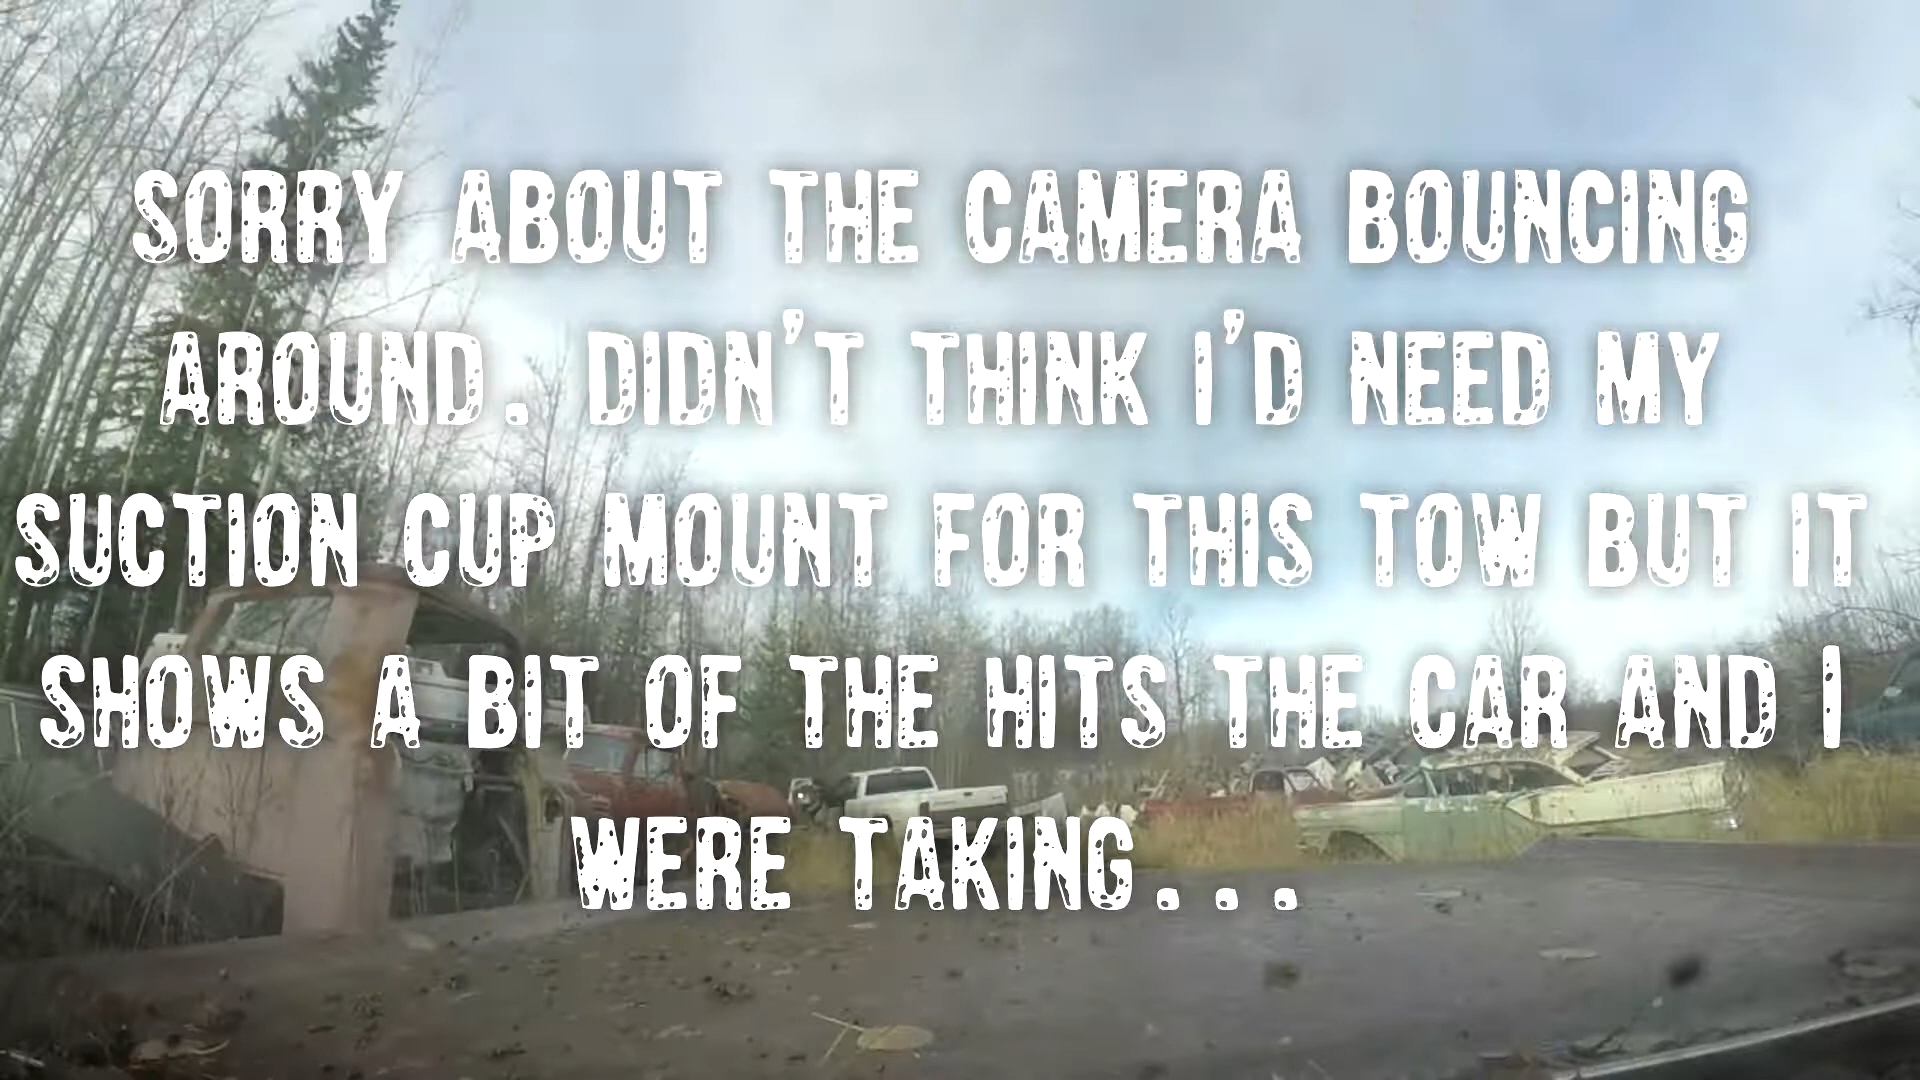 SORRY ABOUT THE CAMERA BOUNCING
AROUND. DIDN'T THINK I'D NEED MY
SUCTION CUP MOUNT FOR THIS TOW BUT IT
SHOWS A BIT OF THE HITS THE CAR AND I
WERE TAKING...